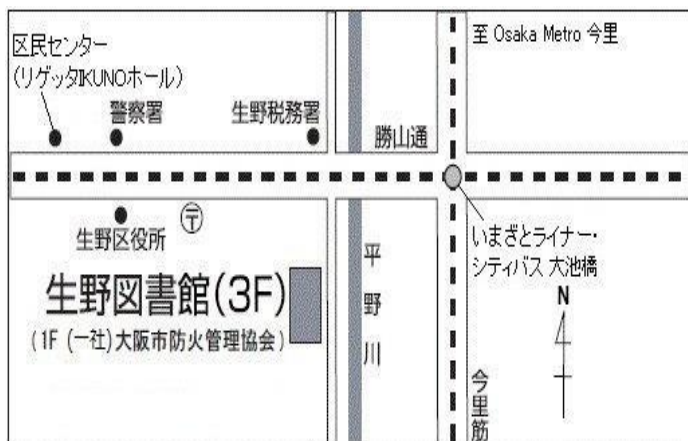 区民センター
(リゲッタIKUNOホール)
警察署
生野税務署
勝山通
至 Osaka Metro 今里
生野区役所
〒
いまざとライナー・
シティバス 大池橋
生野図書館(3F)
(1F (一社)大阪市防火管理協会)
平野川
N
今里筋